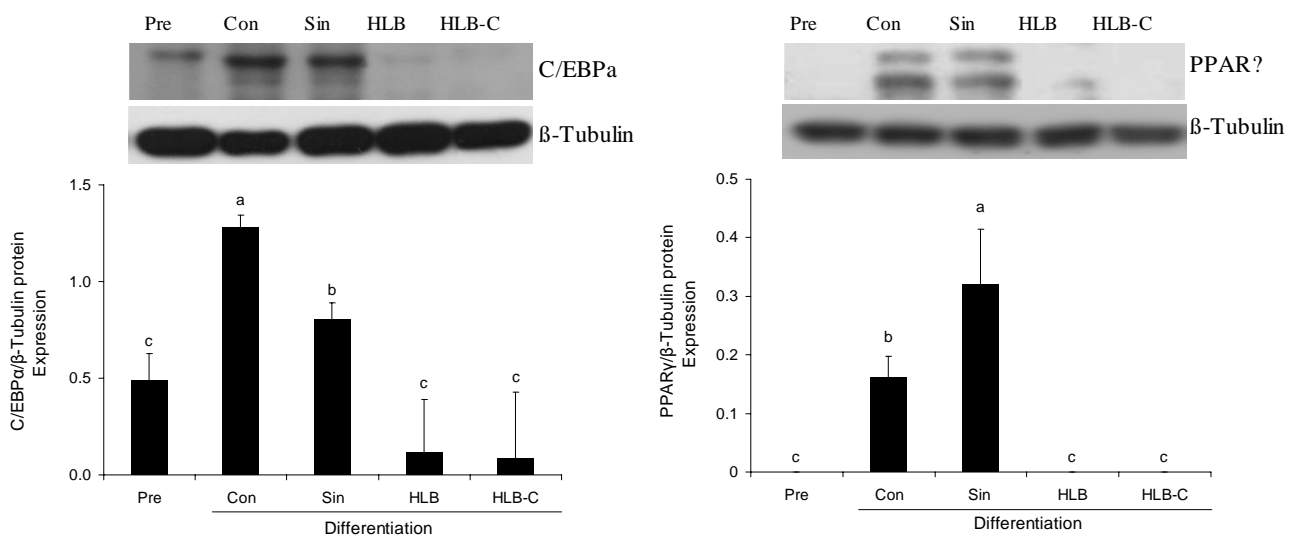 Pre Con Sin HLB HLB-C
C/EBPa
ß-Tubulin
1.5
1.0
0.5
0.0
C/EBPα/β-Tubulin protein
Expression
c
a
b
c
c
Pre Con Sin HLB HLB-C
Differentiation
Pre Con Sin HLB HLB-C
PPAR?
ß-Tubulin
0.5
0.4
0.3
0.2
0.1
0
PPARγ/β-Tubulin protein
Expression
c
b
a
c
c
Pre Con Sin HLB HLB-C
Differentiation